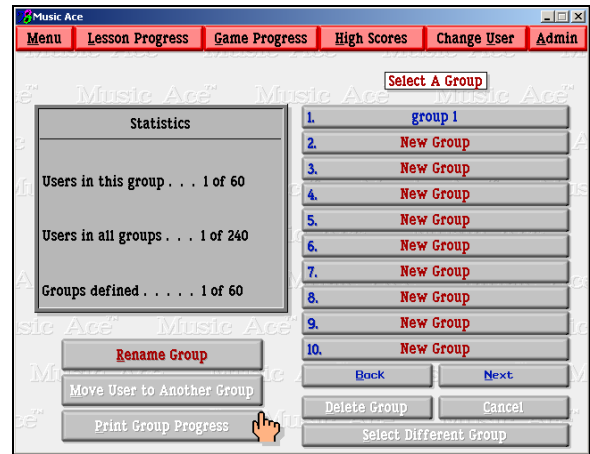 Music Ace
Menu Lesson Progress Game Progress High Scores Change User Admin
Select A Group
Statistics
Users in this group . . . 1 of 60
Users in all groups . . . 1 of 240
Groups defined . . . . . 1 of 60
1. group 1
2. New Group
3. New Group
4. New Group
5. New Group
6. New Group
7. New Group
8. New Group
9. New Group
10. New Group
Rename Group
Move User to Another Group
Print Group Progress
Back Next
Delete Group Cancel
Select Different Group